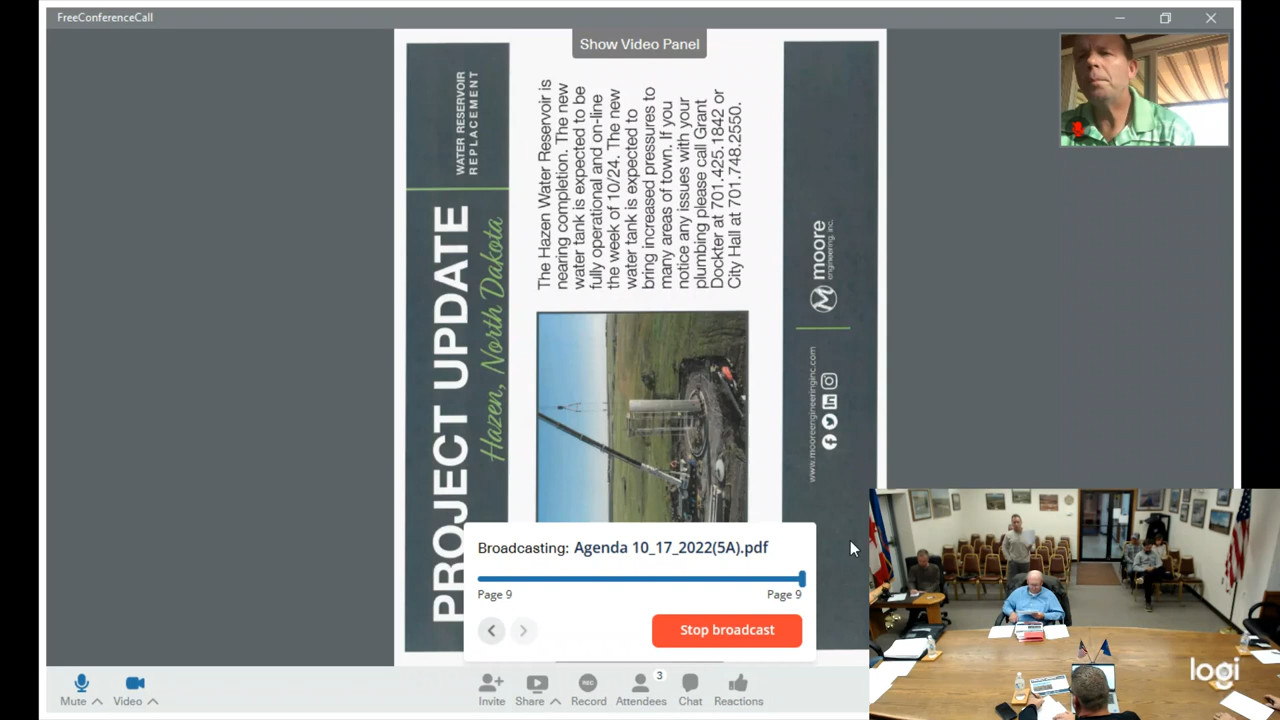 FreeConferenceCall
Show Video Panel
PROJECT UPDATE
Hazen, North Dakota
WATER RESERVOIR
REPLACEMENT
The Hazen Water Reservoir is
nearing completion. The new
water tank is expected to be
fully operational and on-line
the week of 10/24. The new
water tank is expected to
bring increased pressures to
many areas of town. If you
notice any issues with your
plumbing please call Grant
Dockter at 701.425.1842 or
City Hall at 701.748.2550.
www.mooreengineeringinc.com
moore
engineering, inc.
Broadcasting: Agenda 10_17_2022(5A).pdf
Page 9
Page 9
Stop broadcast
Mute
Video
Invite
Share
REC
Record
3
Attendees
Chat
Reactions
logi